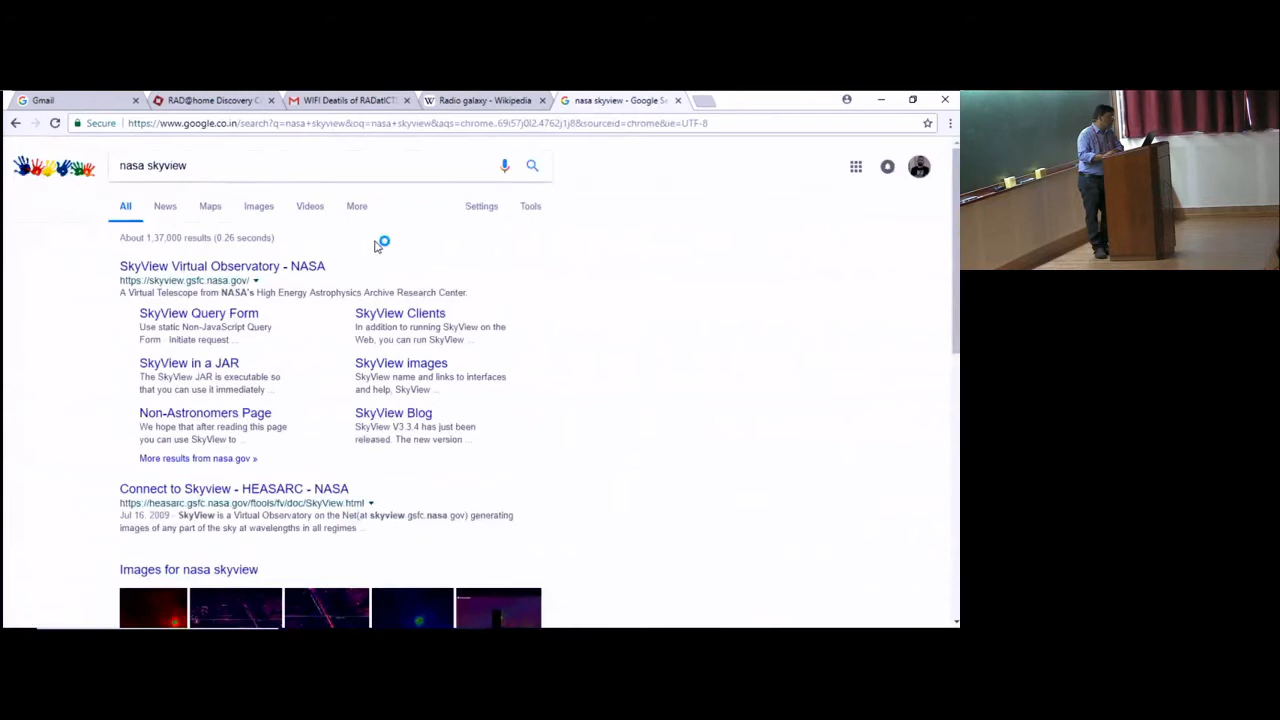 Gmail
RAD@home Discovery C
WIFI Deatils of RADatICT
Radio galaxy - Wikipedia
nasa skyview - Google Se
Secure
https://www.google.co.in/search?q=nasa+skyview&oq=nasa+skyview&aqs=chrome..69i57j0l2.4762j1j8&sourceid=chrome&ie=UTF-8
nasa skyview
All
News
Maps
Images
Videos
More
Settings
Tools
About 1,37,000 results (0.26 seconds)
SkyView Virtual Observatory - NASA
https://skyview.gsfc.nasa.gov/
A Virtual Telescope from NASA's High Energy Astrophysics Archive Research Center.
SkyView Query Form
Use static Non-JavaScript Query
Form · Initiate request ...
SkyView Clients
In addition to running SkyView on the
Web, you can run SkyView ...
SkyView in a JAR
The SkyView JAR is executable so
that you can use it immediately ...
SkyView images
SkyView name and links to interfaces
and help, SkyView ...
Non-Astronomers Page
We hope that after reading this page
you can use SkyView to ...
SkyView Blog
SkyView V3.3.4 has just been
released. The new version ...
More results from nasa.gov »
Connect to Skyview - HEASARC - NASA
https://heasarc.gsfc.nasa.gov/ftools/fv/doc/SkyView.html
Jul 16, 2009 - SkyView is a Virtual Observatory on the Net(at skyview gsfc.nasa gov) generating
images of any part of the sky at wavelengths in all regimes ...
Images for nasa skyview